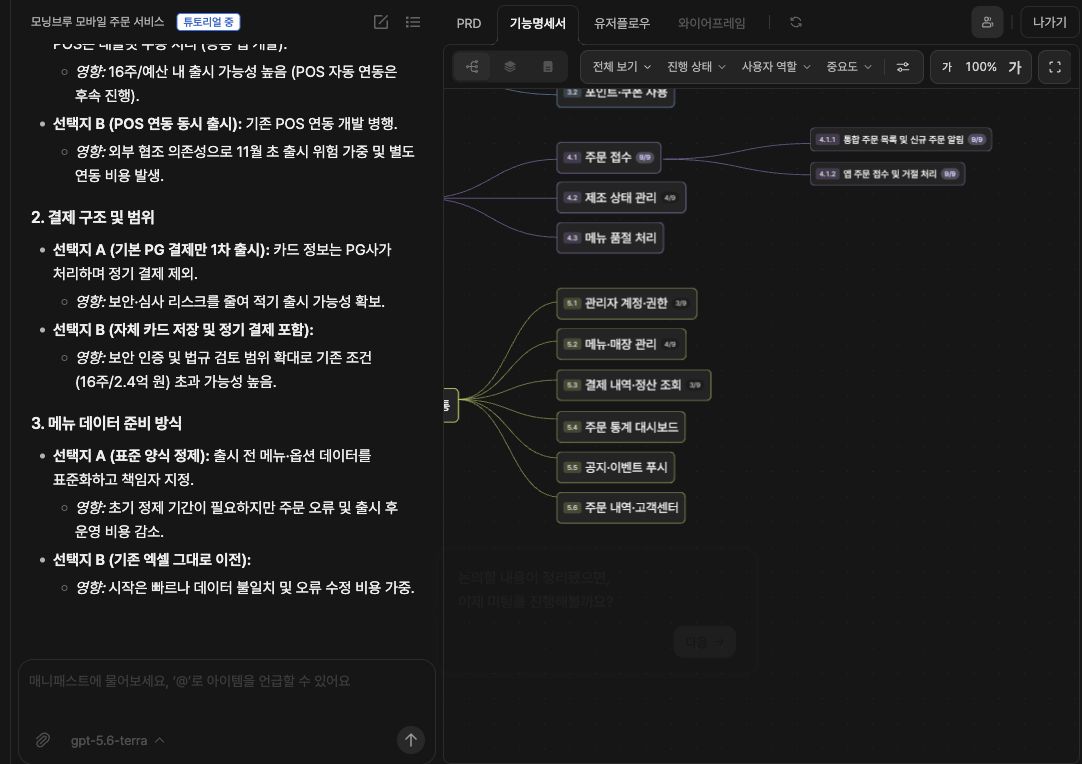 모닝브루 모바일 주문 서비스
튜토리얼 중
PRD
기능명세서
유저플로우
와이어프레임
나가기
전체 보기
진행 상태
사용자 역할
중요도
가
100%
가
영향: 16주/예산 내 출시 가능성 높음 (POS 자동 연동은
후속 진행).
선택지 B (POS 연동 동시 출시): 기존 POS 연동 개발 병행.
영향: 외부 협조 의존성으로 11월 초 출시 위험 가중 및 별도
연동 비용 발생.
2. 결제 구조 및 범위
선택지 A (기본 PG 결제만 1차 출시): 카드 정보는 PG사가
처리하며 정기 결제 제외.
영향: 보안·심사 리스크를 줄여 적기 출시 가능성 확보.
선택지 B (자체 카드 저장 및 정기 결제 포함):
영향: 보안 인증 및 법규 검토 범위 확대로 기존 조건
(16주/2.4억 원) 초과 가능성 높음.
3. 메뉴 데이터 준비 방식
선택지 A (표준 양식 정제): 출시 전 메뉴·옵션 데이터를
표준화하고 책임자 지정.
영향: 초기 정제 기간이 필요하지만 주문 오류 및 출시 후
운영 비용 감소.
선택지 B (기존 엑셀 그대로 이전):
영향: 시작은 빠르나 데이터 불일치 및 오류 수정 비용 가중.
매니패스트에 물어보세요, ‘@’로 아이템을 언급할 수 있어요
gpt-5.6-terra
3.2 포인트·쿠폰 사용
4.1 주문 접수 9/9
4.1.1 통합 주문 목록 및 신규 주문 알림 9/9
4.1.2 앱 주문 접수 및 거절 처리 9/9
4.2 제조 상태 관리 4/9
4.3 메뉴 품절 처리
5.1 관리자 계정·권한 3/9
5.2 메뉴·매장 관리 4/9
5.3 결제 내역·정산 조회 3/9
5.4 주문 통계 대시보드
5.5 공지·이벤트 푸시
5.6 주문 내역·고객센터
논의할 내용이 정리됐으면,
이제 미팅을 진행해볼까요?
다음 →